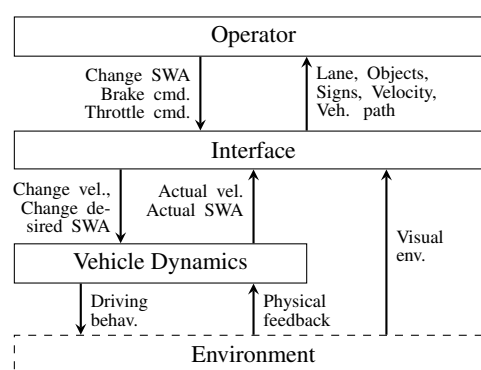 Operator
Change SWA
Brake cmd.
Throttle cmd.
Lane, Objects,
Signs, Velocity,
Veh. path
Interface
Change vel.,
Change de-
sired SWA
Actual vel.
Actual SWA
Visual
env.
Vehicle Dynamics
Driving
behav.
Physical
feedback
Environment